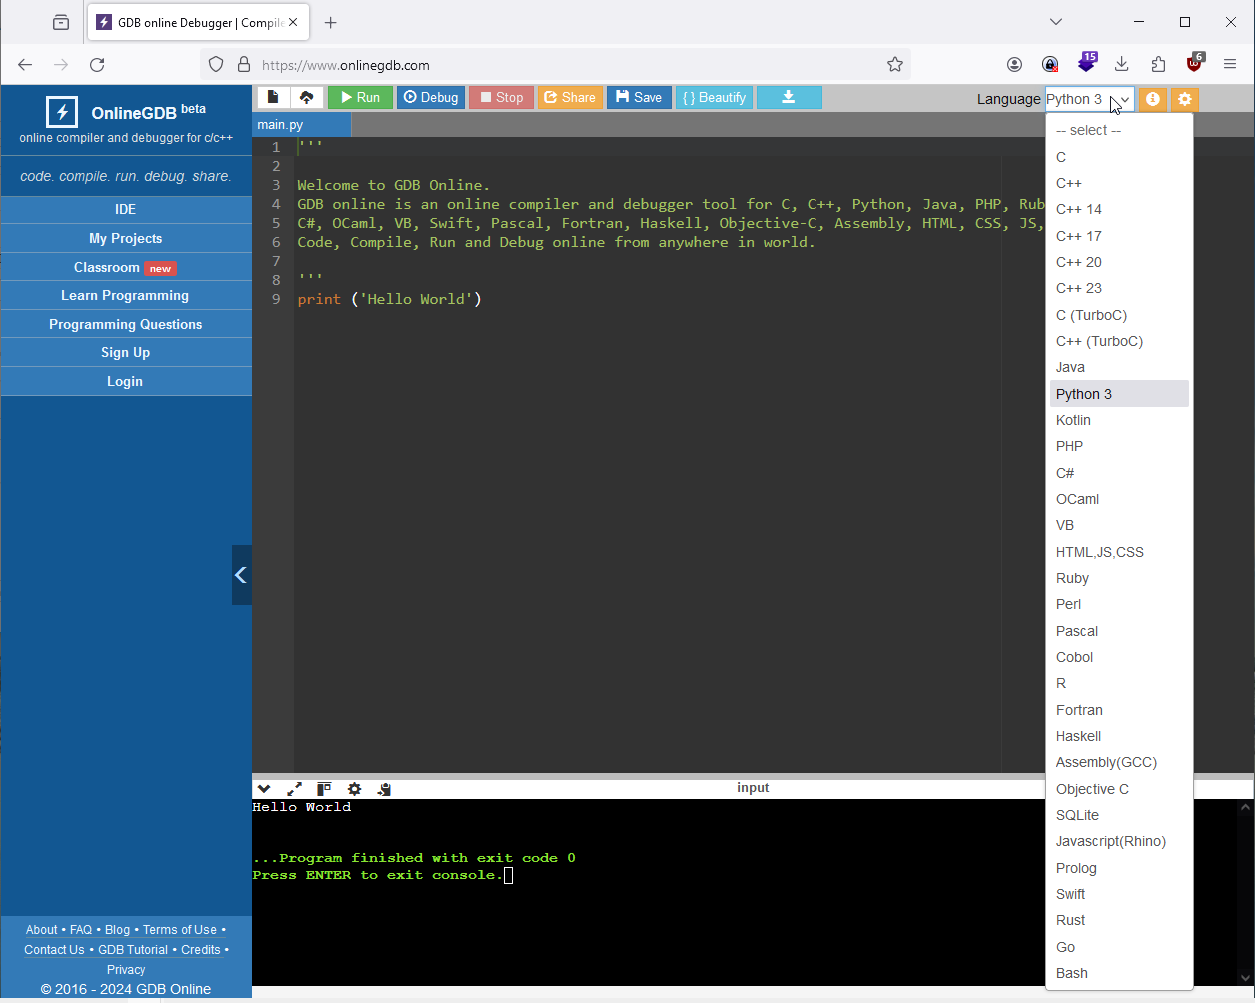 GDB online Debugger | Compile
15
6
https://www.onlinegdb.com
OnlineGDB beta
online compiler and debugger for c/c++
code. compile. run. debug. share.
IDE
My Projects
Classroom new
Learn Programming
Programming Questions
Sign Up
Login
About • FAQ • Blog • Terms of Use •
Contact Us • GDB Tutorial • Credits •
Privacy
© 2016 - 2024 GDB Online
Run Debug Stop Share Save { } Beautify
Language Python 3
main.py
1 '''
2
3 Welcome to GDB Online.
4 GDB online is an online compiler and debugger tool for C, C++, Python, Java, PHP, Rub
5 C#, OCaml, VB, Swift, Pascal, Fortran, Haskell, Objective-C, Assembly, HTML, CSS, JS,
6 Code, Compile, Run and Debug online from anywhere in world.
7
8 '''
9 print ('Hello World')
input
Hello World
...Program finished with exit code 0
Press ENTER to exit console.
-- select --
C
C++
C++ 14
C++ 17
C++ 20
C++ 23
C (TurboC)
C++ (TurboC)
Java
Python 3
Kotlin
PHP
C#
OCaml
VB
HTML,JS,CSS
Ruby
Perl
Pascal
Cobol
R
Fortran
Haskell
Assembly(GCC)
Objective C
SQLite
Javascript(Rhino)
Prolog
Swift
Rust
Go
Bash